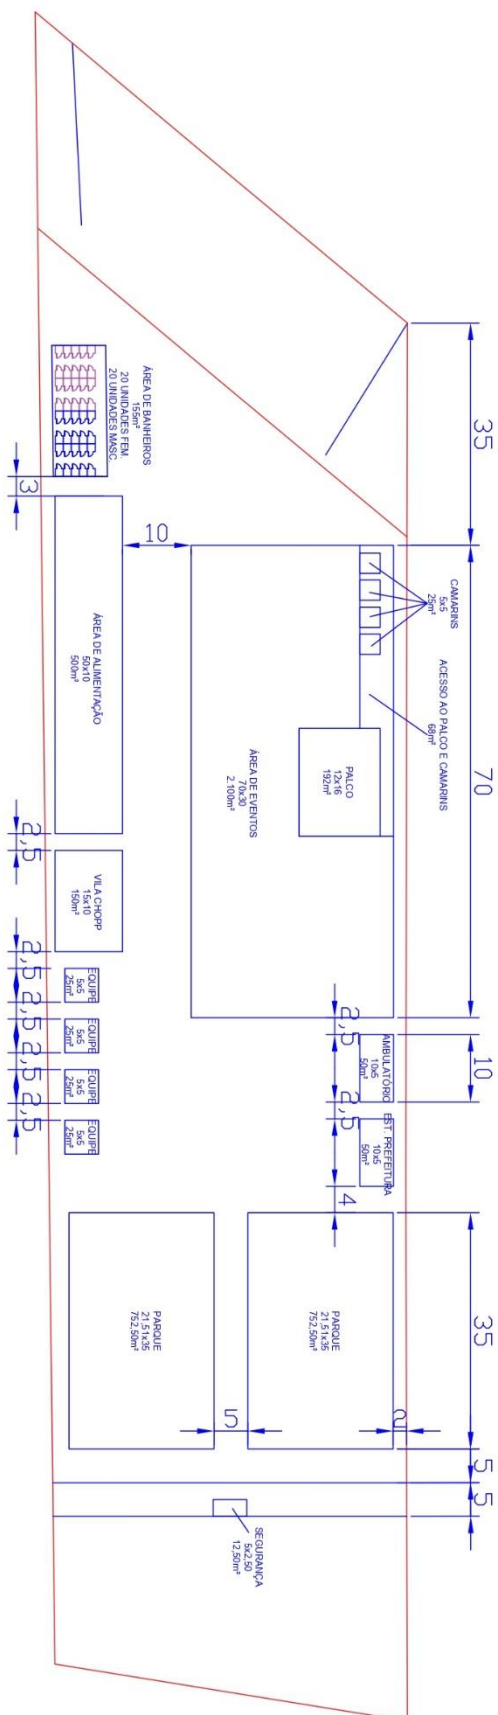 35
ÁREA DE BANHEIROS
155m²
20 UNIDADES FEM.
20 UNIDADES MASC.
3
10
CAMARINS
5x5
25m²
ACESSO AO PALCO E CAMARINS
68m²
70
ÁREA DE ALIMENTAÇÃO
50x10
500m²
ÁREA DE EVENTOS
70x30
2.100m²
PALCO
12x16
192m²
2,5
VILA CHOPP
15x10
150m²
2,5
EQUIPE
5x5
25m²
2,5
EQUIPE
5x5
25m²
2,5
EQUIPE
5x5
25m²
2,5
EQUIPE
5x5
25m²
2,5
AMBULATÓRIO
10x5
50m²
10
2,5
EST. PREFEITURA
10x5
50m²
4
PARQUE
21,51x35
752,50m²
PARQUE
21,51x35
752,50m²
35
5
2
5
5
SEGURANÇA
5x2,50
12,50m²